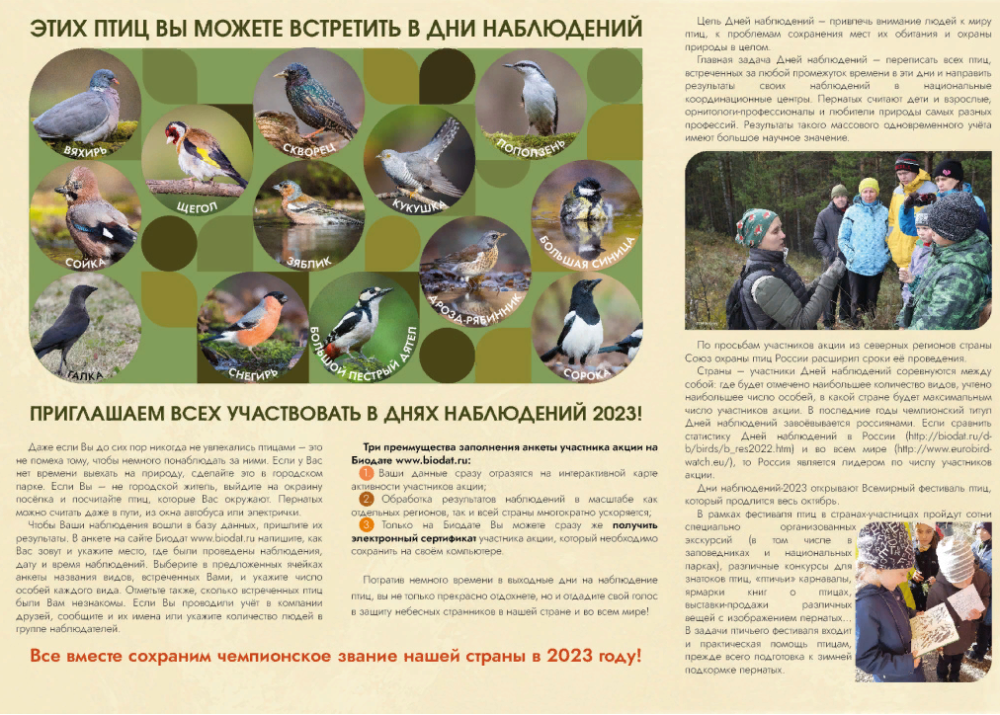 ЭТИХ ПТИЦ ВЫ МОЖЕТЕ ВСТРЕТИТЬ В ДНИ НАБЛЮДЕНИЙ
ВЯХИРЬ
СКВОРЕЦ
ПОПОЛЗЕНЬ
ЩЕГОЛ
КУКУШКА
СОЙКА
ЗЯБЛИК
БОЛЬШАЯ СИНИЦА
ДРОЗД-РЯБИННИК
ГАЛКА
СНЕГИРЬ
БОЛЬШОЙ ПЕСТРЫЙ ДЯТЕЛ
СОРОКА
ПРИГЛАШАЕМ ВСЕХ УЧАСТВОВАТЬ В ДНЯХ НАБЛЮДЕНИЙ 2023!
Даже если Вы до сих пор никогда не увлекались птицами – это
не помеха тому, чтобы немного понаблюдать за ними. Если у Вас
нет времени выехать на природу, сделайте это в городском
парке. Если Вы – не городской житель, выйдите на окраину
посёлка и посчитайте птиц, которые Вас окружают. Пернатых
можно считать даже в пути, из окна автобуса или электрички.
Чтобы Ваши наблюдения вошли в базу данных, пришлите их
результаты. В анкете на сайте Биодат www.biodat.ru напишите, как
Вас зовут и укажите место, где были проведены наблюдения,
дату и время наблюдений. Выберите в предложенных ячейках
анкеты названия видов, встреченных Вами, и укажите число
особей каждого вида. Отметьте также, сколько встреченных птиц
были Вам незнакомы. Если Вы проводили учёт в компании
друзей, сообщите и их имена или укажите количество людей в
группе наблюдателей.
Три преимущества заполнения анкеты участника акции на
Биодате www.biodat.ru:
1. Ваши данные сразу отразятся на интерактивной карте
активности участников акции;
2. Обработка результатов наблюдений в масштабе как
отдельных регионов, так и всей страны многократно ускоряется;
3. Только на Биодате Вы можете сразу же получить
электронный сертификат участника акции, который необходимо
сохранить на своём компьютере.
Потратив немного времени в выходные дни на наблюдение
птиц, вы не только прекрасно отдохнете, но и отдадите свой голос
в защиту небесных странников в нашей стране и во всем мире!
Все вместе сохраним чемпионское звание нашей страны в 2023 году!
Цель Дней наблюдений – привлечь внимание людей к миру
птиц, к проблемам сохранения мест их обитания и охраны
природы в целом.
Главная задача Дней наблюдений – переписать всех птиц,
встреченных за любой промежуток времени в эти дни и направить
результаты своих наблюдений в национальные
координационные центры. Пернатых считают дети и взрослые,
орнитологи-профессионалы и любители природы самых разных
профессий. Результаты такого массового одновременного учёта
имеют большое научное значение.
По просьбам участников акции из северных регионов страны
Союз охраны птиц России расширил сроки её проведения.
Страны – участники Дней наблюдений соревнуются между
собой: где будет отмечено наибольшее количество видов, учтено
наибольшее число особей, в какой стране будет максимальным
число участников акции. В последние годы чемпионский титул
Дней наблюдений завоёвывается россиянами. Если сравнить
статистику Дней наблюдений в России (http://biodat.ru/d-
b/birds/b_res2022.htm) и во всем мире (http://www.eurobird-
watch.eu/), то Россия является лидером по числу участников
акции.
Дни наблюдений-2023 открывают Всемирный фестиваль птиц,
который продлится весь октябрь.
В рамках фестиваля птиц в странах-участницах пройдут сотни
специально организованных
экскурсий (в том числе в
заповедниках и национальных
парках), различные конкурсы для
знатоков птиц, «птичьи» карнавалы,
ярмарки книг о птицах,
выставки-продажи различных
вещей с изображением пернатых...
В задачи птичьего фестиваля входит
и практическая помощь птицам,
прежде всего подготовка к зимней
подкормке пернатых.